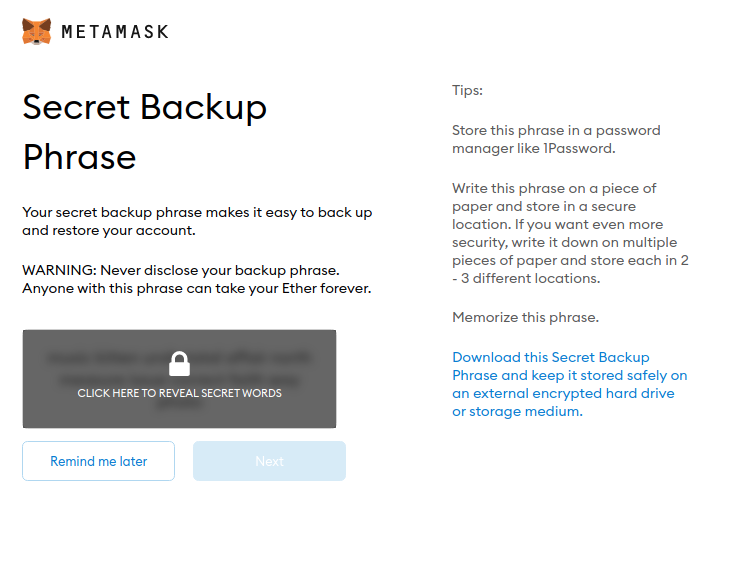 METAMASK
Secret Backup
Phrase
Your secret backup phrase makes it easy to back up
and restore your account.
WARNING: Never disclose your backup phrase.
Anyone with this phrase can take your Ether forever.
CLICK HERE TO REVEAL SECRET WORDS
Remind me later
Next
Tips:
Store this phrase in a password
manager like 1Password.
Write this phrase on a piece of
paper and store in a secure
location. If you want even more
security, write it down on multiple
pieces of paper and store each in 2
- 3 different locations.
Memorize this phrase.
Download this Secret Backup
Phrase and keep it stored safely on
an external encrypted hard drive
or storage medium.